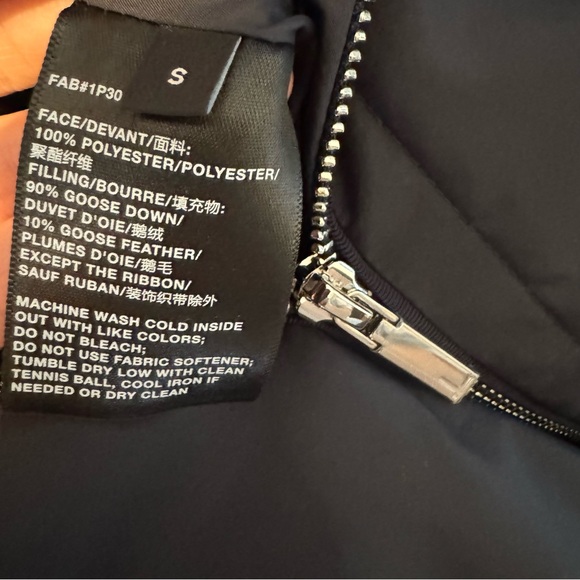 S
FAB#1P30
FACE/DEVANT/面料:
100% POLYESTER/POLYESTER/
聚酯纤维
FILLING/BOURRE/填充物:
90% GOOSE DOWN/
DUVET D'OIE/鹅绒
10% GOOSE FEATHER/
PLUMES D'OIE/鹅毛
EXCEPT THE RIBBON/
SAUF RUBAN/装饰织带除外
MACHINE WASH COLD INSIDE
OUT WITH LIKE COLORS;
DO NOT BLEACH;
DO NOT USE FABRIC SOFTENER;
TUMBLE DRY LOW WITH CLEAN
TENNIS BALL, COOL IRON IF
NEEDED OR DRY CLEAN